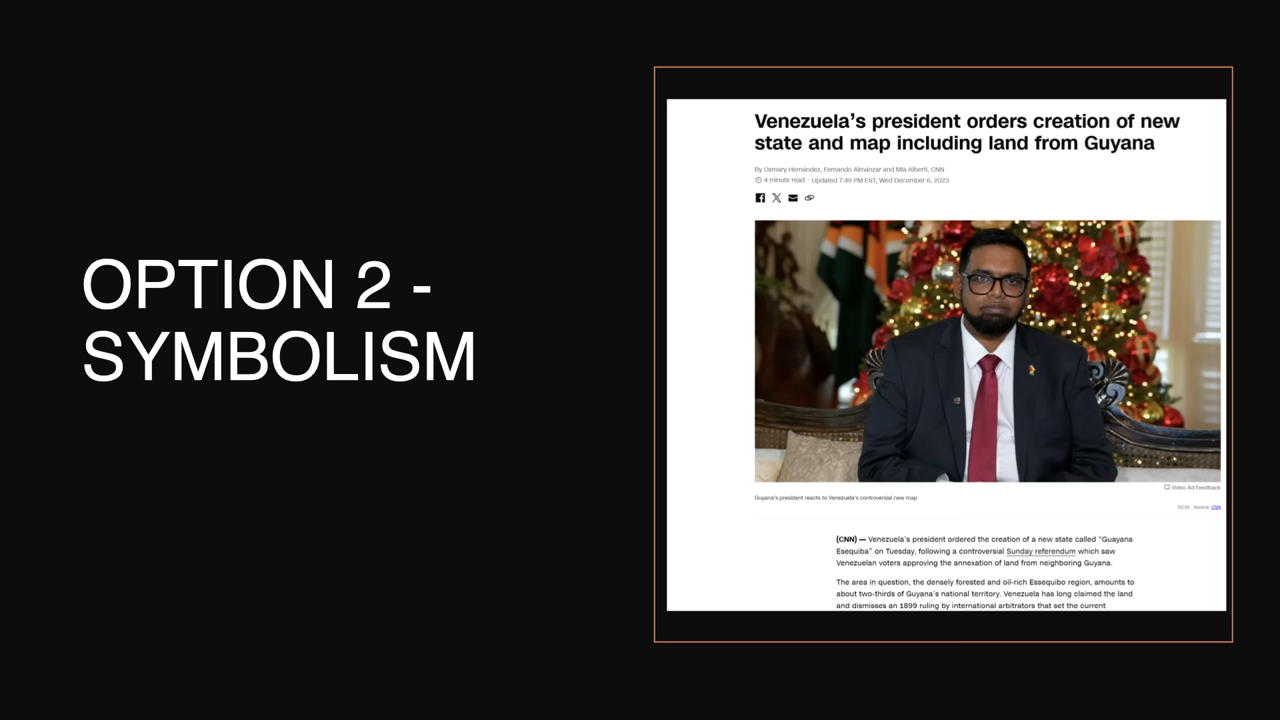 OPTION 2 -
SYMBOLISM
Venezuela's president orders creation of new
state and map including land from Guyana
By Osmary Hernández, Fernando Almánzar and Mia Alberti, CNN
4 minute read · Updated 7:49 PM EST, Wed December 6, 2023
Video Ad Feedback
Guyana's president reacts to Venezuela's controversial new map
Source: CNN
(CNN) — Venezuela's president ordered the creation of a new state called "Guayana
Esequiba" on Tuesday, following a controversial Sunday referendum which saw
Venezuelan voters approving the annexation of land from neighboring Guyana.
The area in question, the densely forested and oil-rich Essequibo region, amounts to
about two-thirds of Guyana's national territory. Venezuela has long claimed the land
and dismisses an 1899 ruling by international arbitrators that set the current